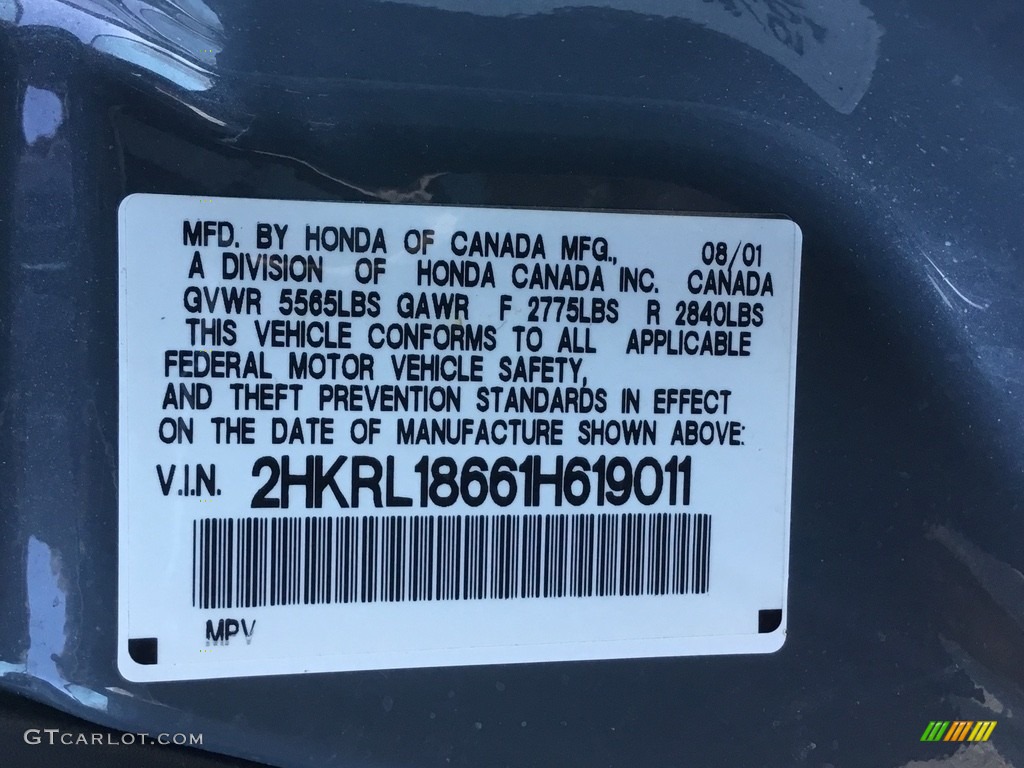 MFD. BY HONDA OF CANADA MFG., 08/01
A DIVISION OF HONDA CANADA INC. CANADA
GVWR 5565LBS GAWR F 2775LBS R 2840LBS
THIS VEHICLE CONFORMS TO ALL APPLICABLE
FEDERAL MOTOR VEHICLE SAFETY,
AND THEFT PREVENTION STANDARDS IN EFFECT
ON THE DATE OF MANUFACTURE SHOWN ABOVE:
V.I.N. 2HKRL18661H619011
MPV
GTCARLOT.COM